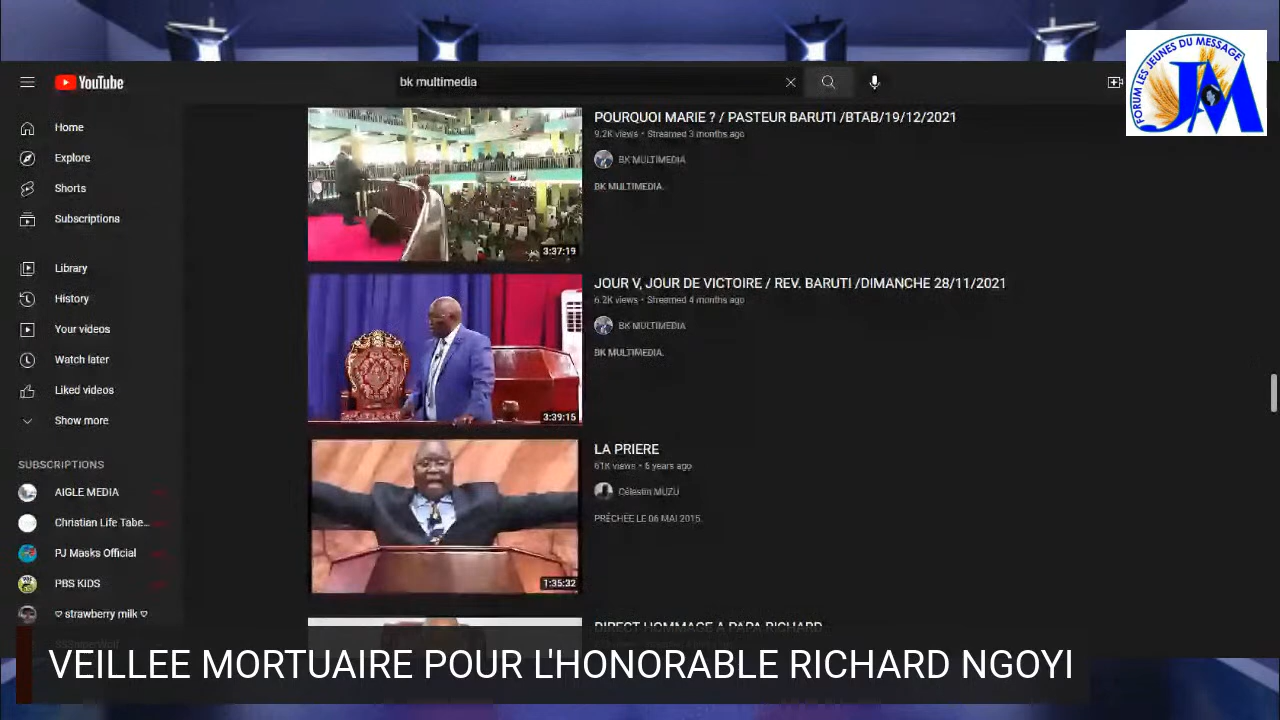 YouTube
bk multimedia
FORUM LES JEUNES DU MESSAGE
JM
Home
Explore
Shorts
Subscriptions
Library
History
Your videos
Watch later
Liked videos
Show more
SUBSCRIPTIONS
AIGLE MEDIA
Christian Life Tabe...
PJ Masks Official
PBS KIDS
♡ strawberry milk ♡
POURQUOI MARIE ? / PASTEUR BARUTI /BTAB/19/12/2021
9.2K views • Streamed 3 months ago
BK MULTIMEDIA
BK MULTIMEDIA.
3:37:19
JOUR V, JOUR DE VICTOIRE / REV. BARUTI /DIMANCHE 28/11/2021
6.2K views • Streamed 4 months ago
BK MULTIMEDIA
BK MULTIMEDIA.
3:39:15
LA PRIERE
61K views • 6 years ago
Célestin MUZU
PRÊCHÉE LE 06 MAI 2015.
1:35:32
DIRECT HOMMAGE A PAPA RICHARD
VEILLEE MORTUAIRE POUR L'HONORABLE RICHARD NGOYI